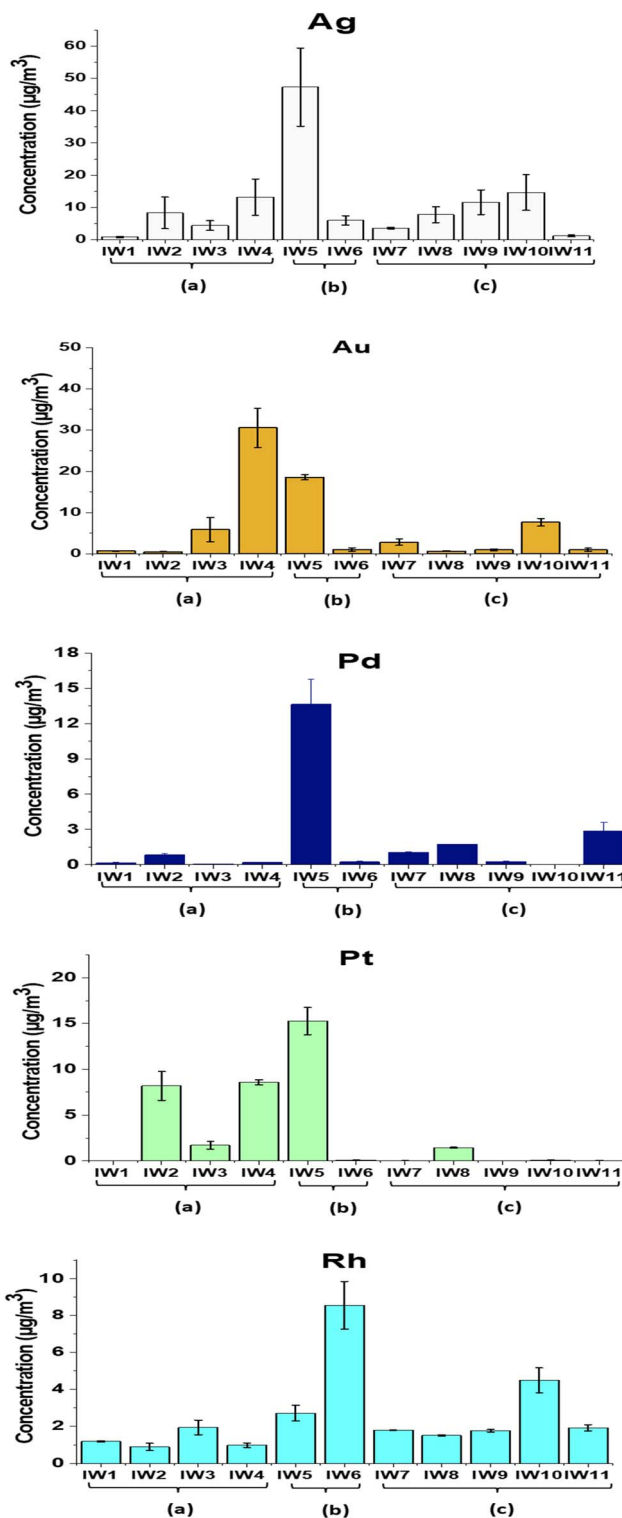 Ag
Concentration (µg/m³)
60
50
40
30
20
10
0
IW1 IW2 IW3 IW4 IW5 IW6 IW7 IW8 IW9 IW10 IW11
(a) (b) (c)
Au
Concentration (µg/m³)
50
40
30
20
10
0
IW1 IW2 IW3 IW4 IW5 IW6 IW7 IW8 IW9 IW10 IW11
(a) (b) (c)
Pd
Concentration (µg/m³)
18
15
12
9
6
3
0
IW1 IW2 IW3 IW4 IW5 IW6 IW7 IW8 IW9 IW10 IW11
(a) (b) (c)
Pt
Concentration (µg/m³)
20
15
10
5
0
IW1 IW2 IW3 IW4 IW5 IW6 IW7 IW8 IW9 IW10 IW11
(a) (b) (c)
Rh
Concentration (µg/m³)
10
8
6
4
2
0
IW1 IW2 IW3 IW4 IW5 IW6 IW7 IW8 IW9 IW10 IW11
(a) (b) (c)